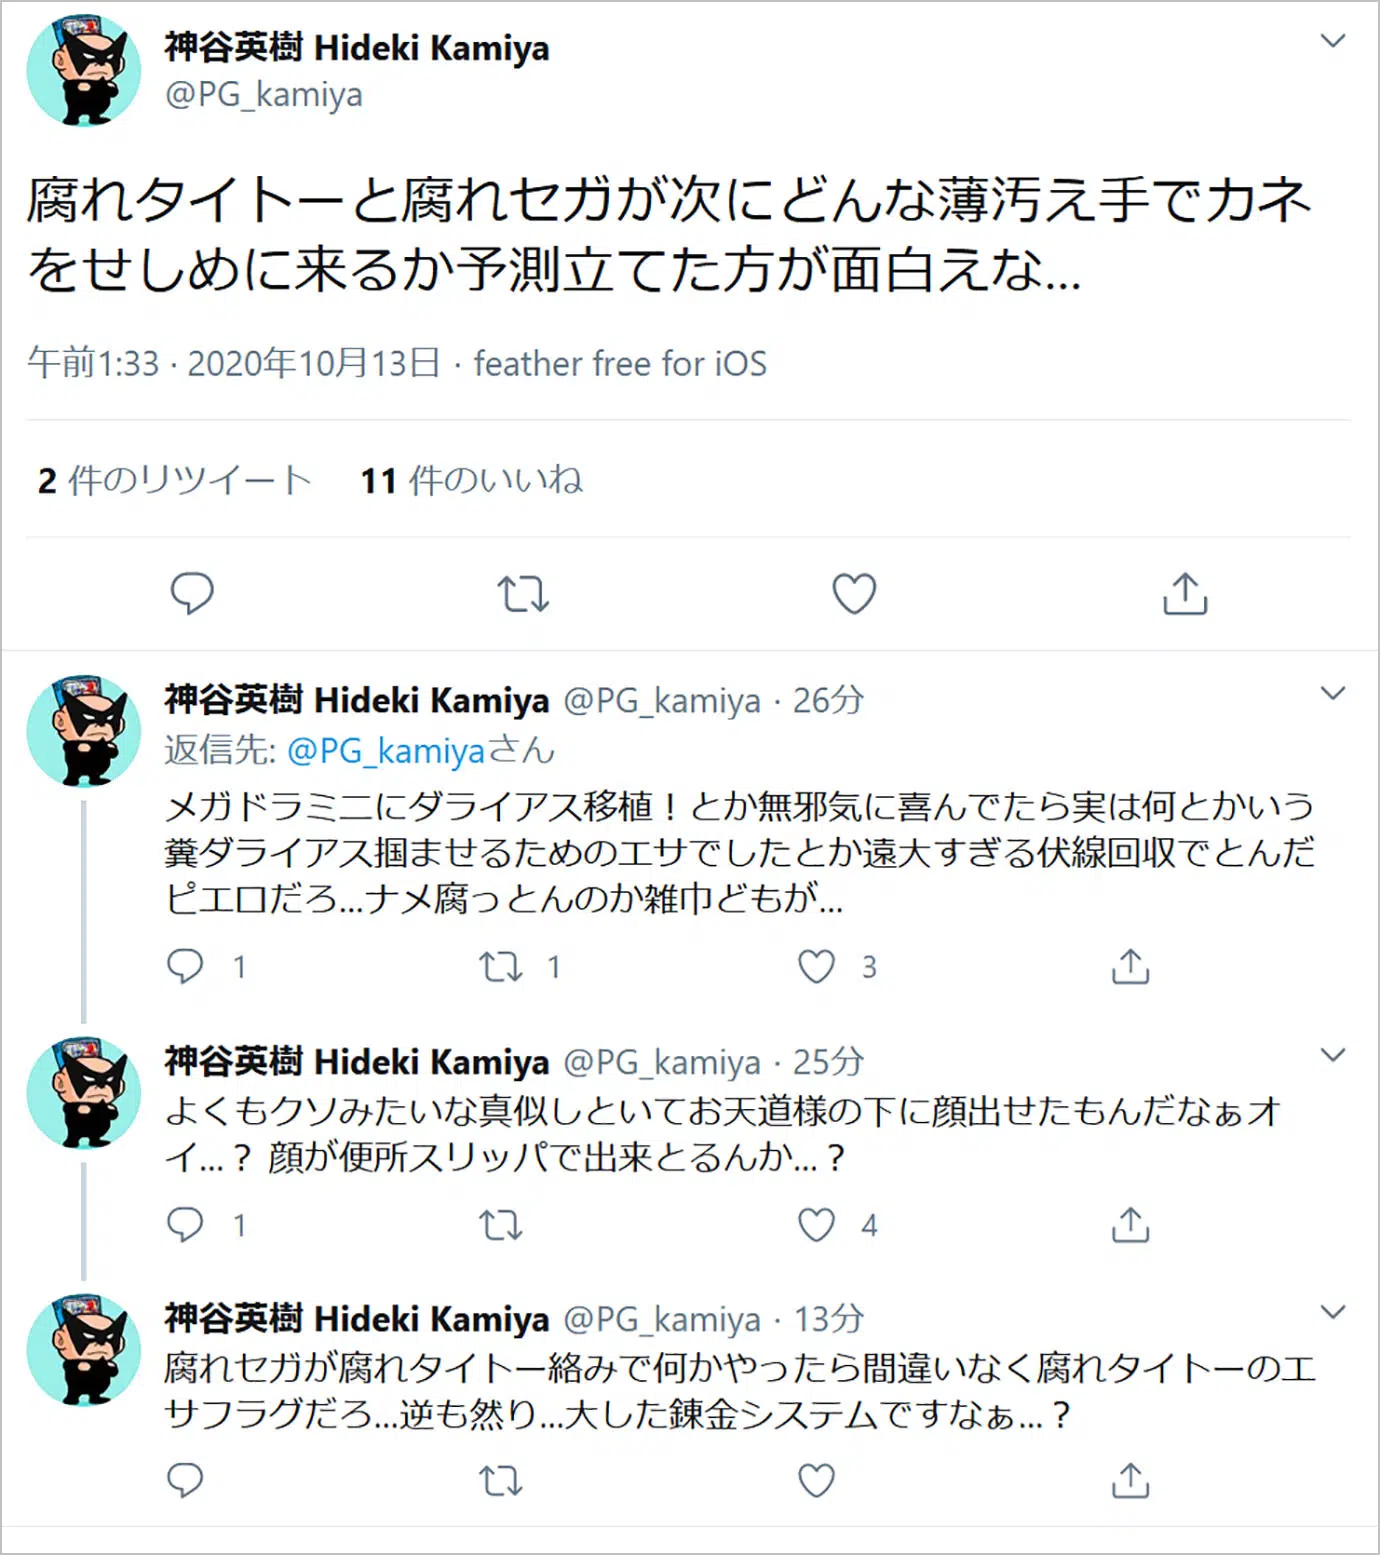 神谷英樹 Hideki Kamiya
@PG_kamiya
腐れタイトーと腐れセガが次にどんな薄汚え手でカネ
をせしめに来るか予測立てた方が面白えな...
午前1:33 · 2020年10月13日 · feather free for iOS
2 件のリツイート 11 件のいいね
神谷英樹 Hideki Kamiya @PG_kamiya · 26分
返信先: @PG_kamiyaさん
メガドラミニにダライアス移植！とか無邪気に喜んでたら実は何とかいう
糞ダライアス掴ませるためのエサでしたとか遠大すぎる伏線回収でとんだ
ピエロだろ...ナメ腐っとんのか雑巾どもが...
1 1 3
神谷英樹 Hideki Kamiya @PG_kamiya · 25分
よくもクソみたいな真似しといてお天道様の下に顔出せたもんだなぁオ
イ...？ 顔が便所スリッパで出来とるんか...？
1 4
神谷英樹 Hideki Kamiya @PG_kamiya · 13分
腐れセガが腐れタイトー絡みで何かやったら間違いなく腐れタイトーのエ
サフラグだろ...逆も然り...大した錬金システムですなぁ...？